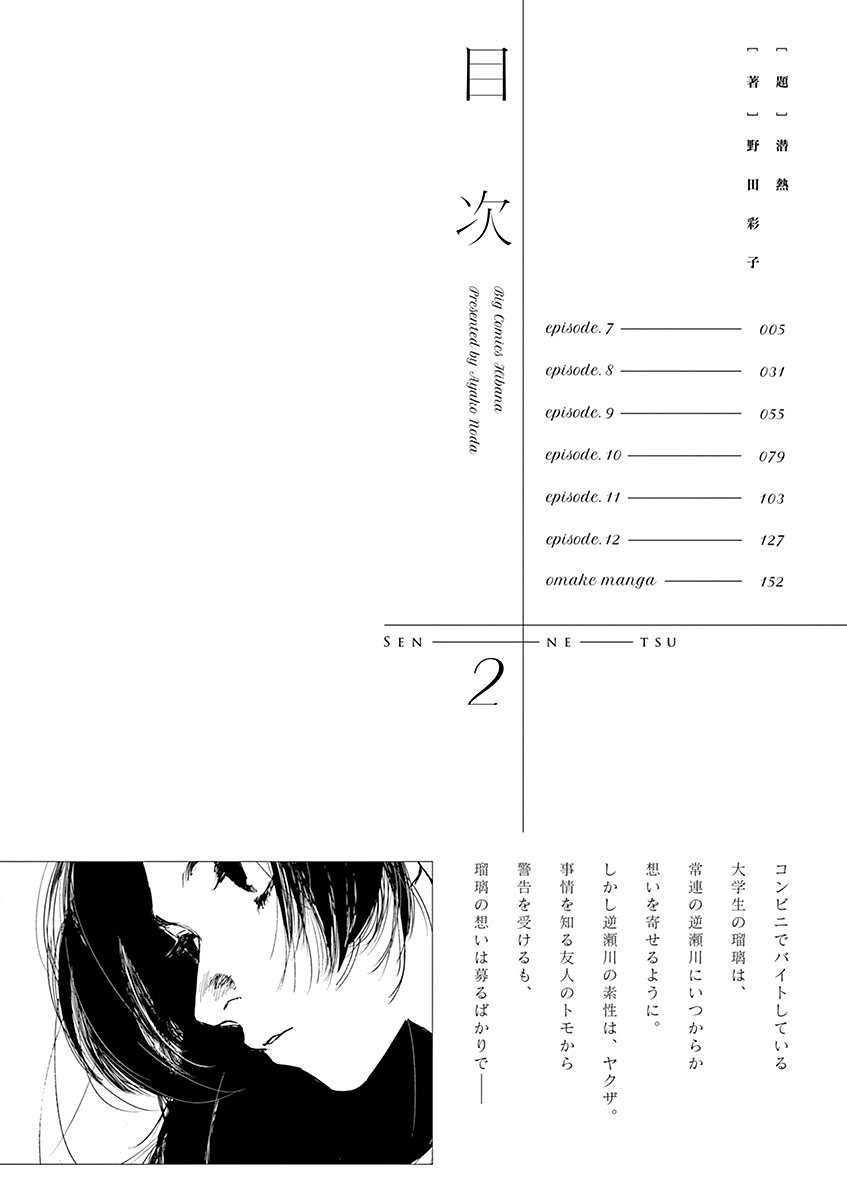 [題]潜熱
[著]野田彩子
目次
Big Comics Hibana
Presented by Ayako Noda
episode.7 005
episode.8 031
episode.9 055
episode.10 079
episode.11 103
episode.12 127
omake manga 152
SEN NE TSU
2
コンビニでバイトしている
大学生の瑠璃は、
常連の逆瀬川にいつからか
想いを寄せるように。
しかし逆瀬川の素性は、ヤクザ。
事情を知る友人のトモから
警告を受けるも、
瑠璃の想いは募るばかりで――